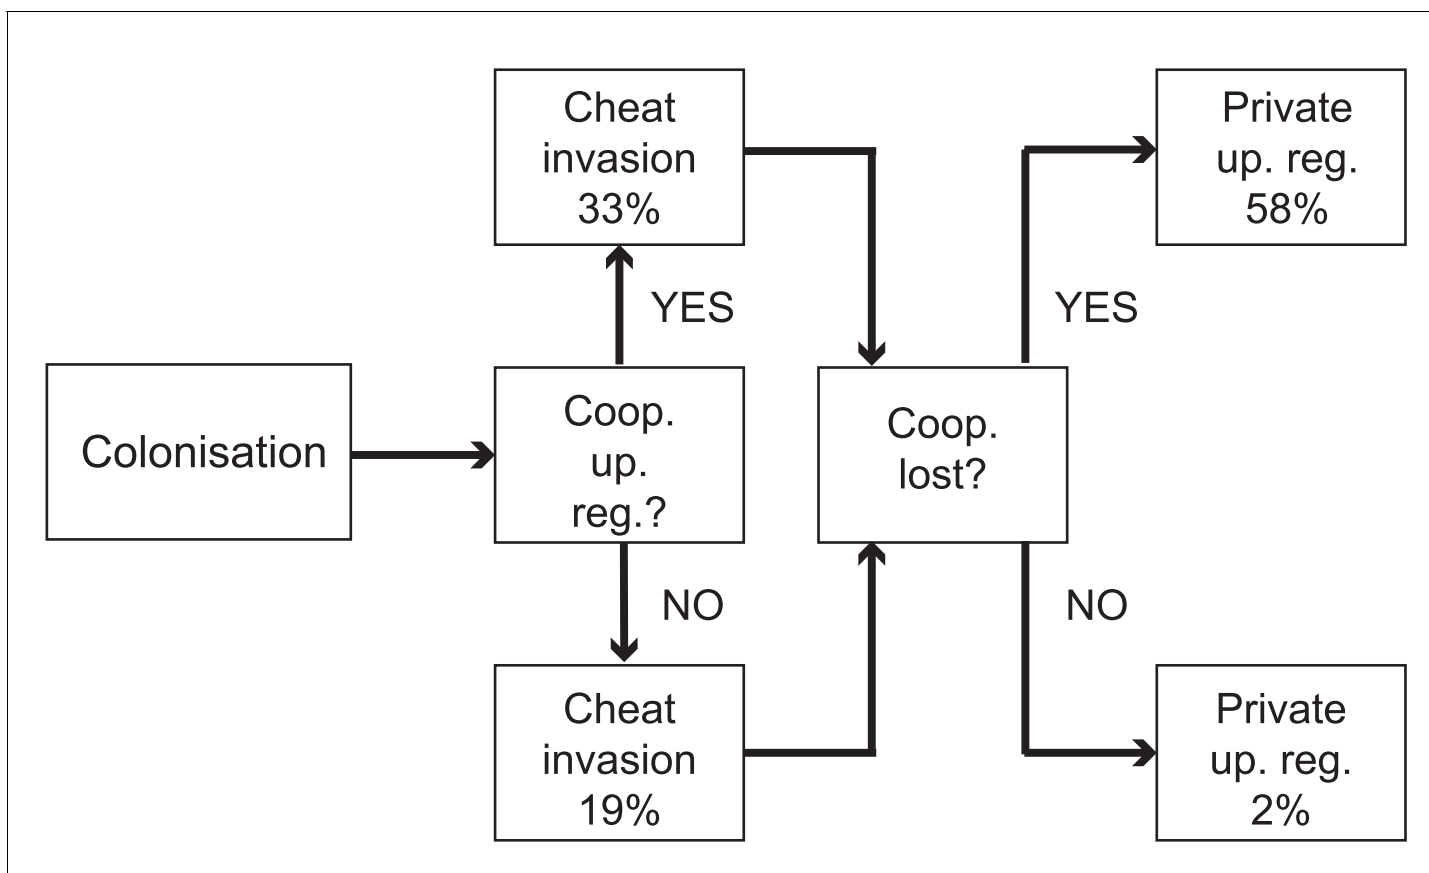 Colonisation
Coop.
up.
reg.?
YES
Cheat
invasion
33%
NO
Cheat
invasion
19%
Coop.
lost?
YES
Private
up. reg.
58%
NO
Private
up. reg.
2%